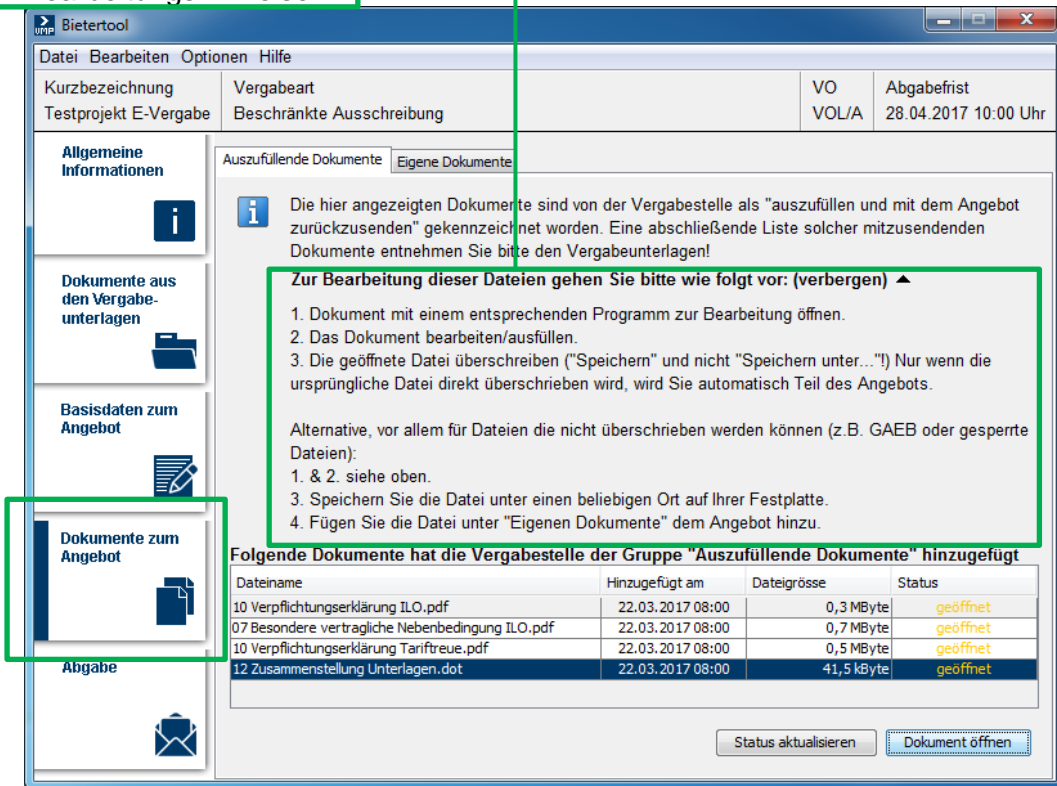 VMP Bietertool
Datei Bearbeiten Optionen Hilfe
Kurzbezeichnung
Testprojekt E-Vergabe
Vergabeart
Beschränkte Ausschreibung
VO
VOL/A
Abgabefrist
28.04.2017 10:00 Uhr
Allgemeine
Informationen
Dokumente aus
den Vergabe-
unterlagen
Basisdaten zum
Angebot
Dokumente zum
Angebot
Abgabe
Auszufüllende Dokumente Eigene Dokumente
Die hier angezeigten Dokumente sind von der Vergabestelle als "auszufüllen und mit dem Angebot
zurückzusenden" gekennzeichnet worden. Eine abschließende Liste solcher mitzusendenden
Dokumente entnehmen Sie bitte den Vergabeunterlagen!
Zur Bearbeitung dieser Dateien gehen Sie bitte wie folgt vor: (verbergen)
1. Dokument mit einem entsprechenden Programm zur Bearbeitung öffnen.
2. Das Dokument bearbeiten/ausfüllen.
3. Die geöffnete Datei überschreiben ("Speichern" und nicht "Speichern unter..."!) Nur wenn die
ursprüngliche Datei direkt überschrieben wird, wird Sie automatisch Teil des Angebots.
Alternative, vor allem für Dateien die nicht überschrieben werden können (z.B. GAEB oder gesperrte
Dateien):
1. & 2. siehe oben.
3. Speichern Sie die Datei unter einen beliebigen Ort auf Ihrer Festplatte.
4. Fügen Sie die Datei unter "Eigenen Dokumente" dem Angebot hinzu.
Folgende Dokumente hat die Vergabestelle der Gruppe "Auszufüllende Dokumente" hinzugefügt
Dateiname Hinzugefügt am Dateigrösse Status
10 Verpflichtungserklärung ILO.pdf 22.03.2017 08:00 0,3 MByte geöffnet
07 Besondere vertragliche Nebenbedingung ILO.pdf 22.03.2017 08:00 0,7 MByte geöffnet
10 Verpflichtungserklärung Tariftreue.pdf 22.03.2017 08:00 0,5 MByte geöffnet
12 Zusammenstellung Unterlagen.dot 22.03.2017 08:00 41,5 kByte geöffnet
Status aktualisieren Dokument öffnen